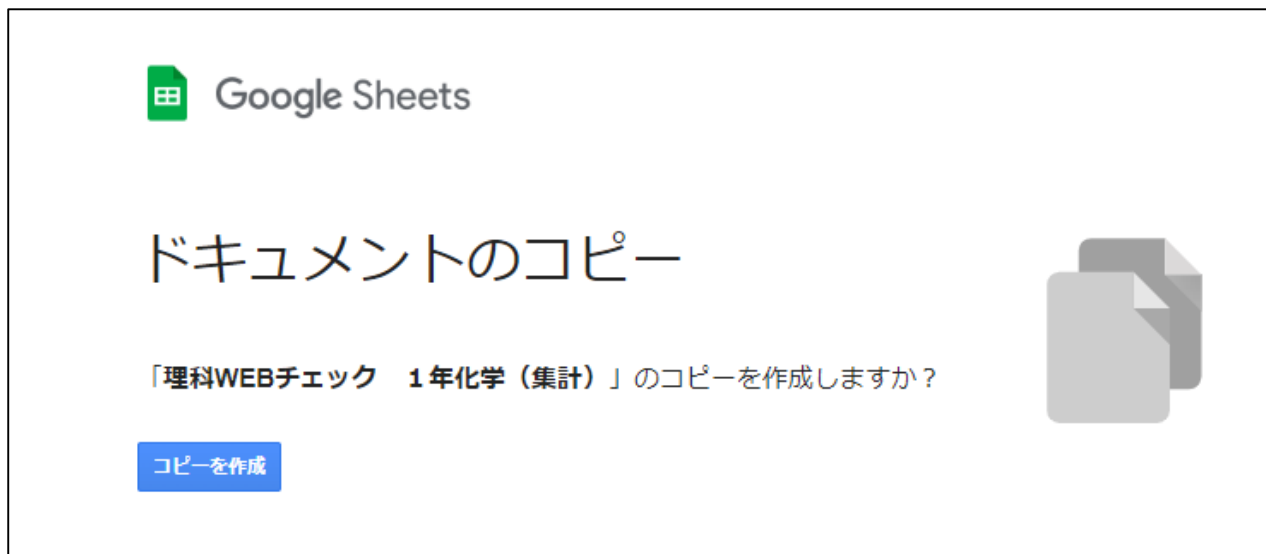 Google Sheets
ドキュメントのコピー
「理科WEBチェック　１年化学（集計）」のコピーを作成しますか？
コピーを作成